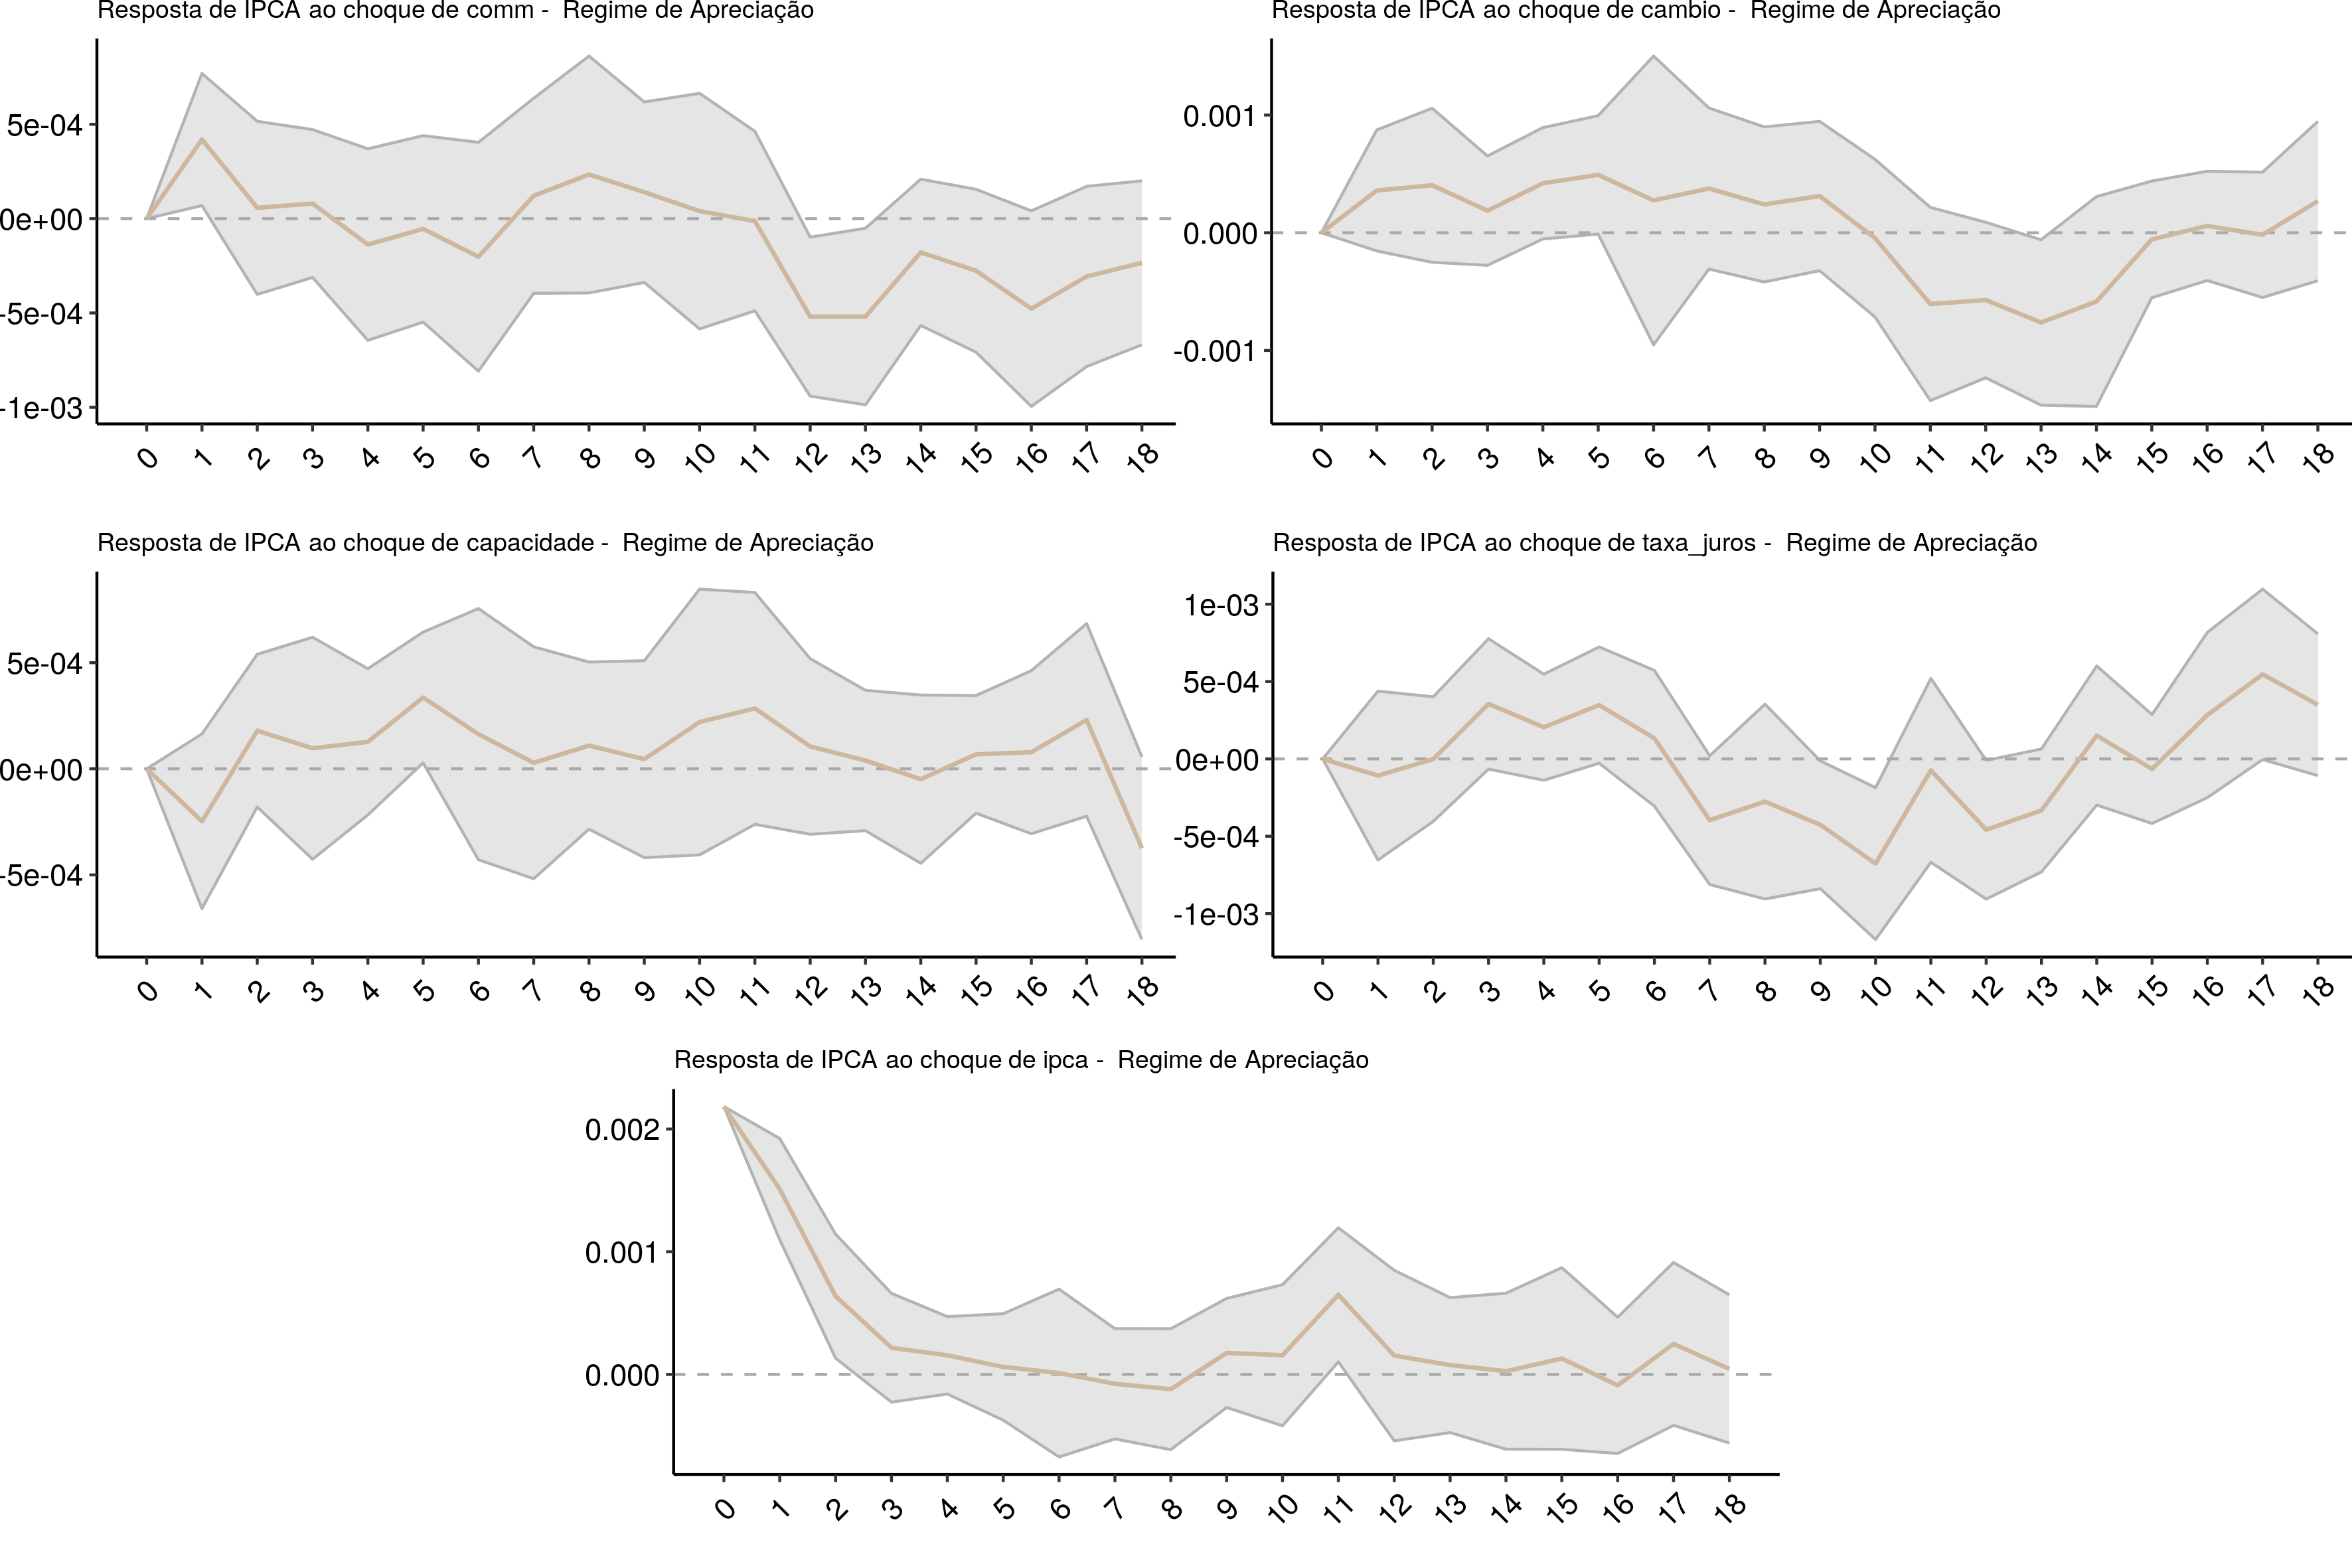 Resposta de IPCA ao choque de comm -  Regime de Apreciação
5e-04
0e+00
-5e-04
-1e-03
0 1 2 3 4 5 6 7 8 9 10 11 12 13 14 15 16 17 18
Resposta de IPCA ao choque de cambio -  Regime de Apreciação
0.001
0.000
-0.001
0 1 2 3 4 5 6 7 8 9 10 11 12 13 14 15 16 17 18
Resposta de IPCA ao choque de capacidade -  Regime de Apreciação
5e-04
0e+00
-5e-04
0 1 2 3 4 5 6 7 8 9 10 11 12 13 14 15 16 17 18
Resposta de IPCA ao choque de taxa_juros -  Regime de Apreciação
1e-03
5e-04
0e+00
-5e-04
-1e-03
0 1 2 3 4 5 6 7 8 9 10 11 12 13 14 15 16 17 18
Resposta de IPCA ao choque de ipca -  Regime de Apreciação
0.002
0.001
0.000
0 1 2 3 4 5 6 7 8 9 10 11 12 13 14 15 16 17 18